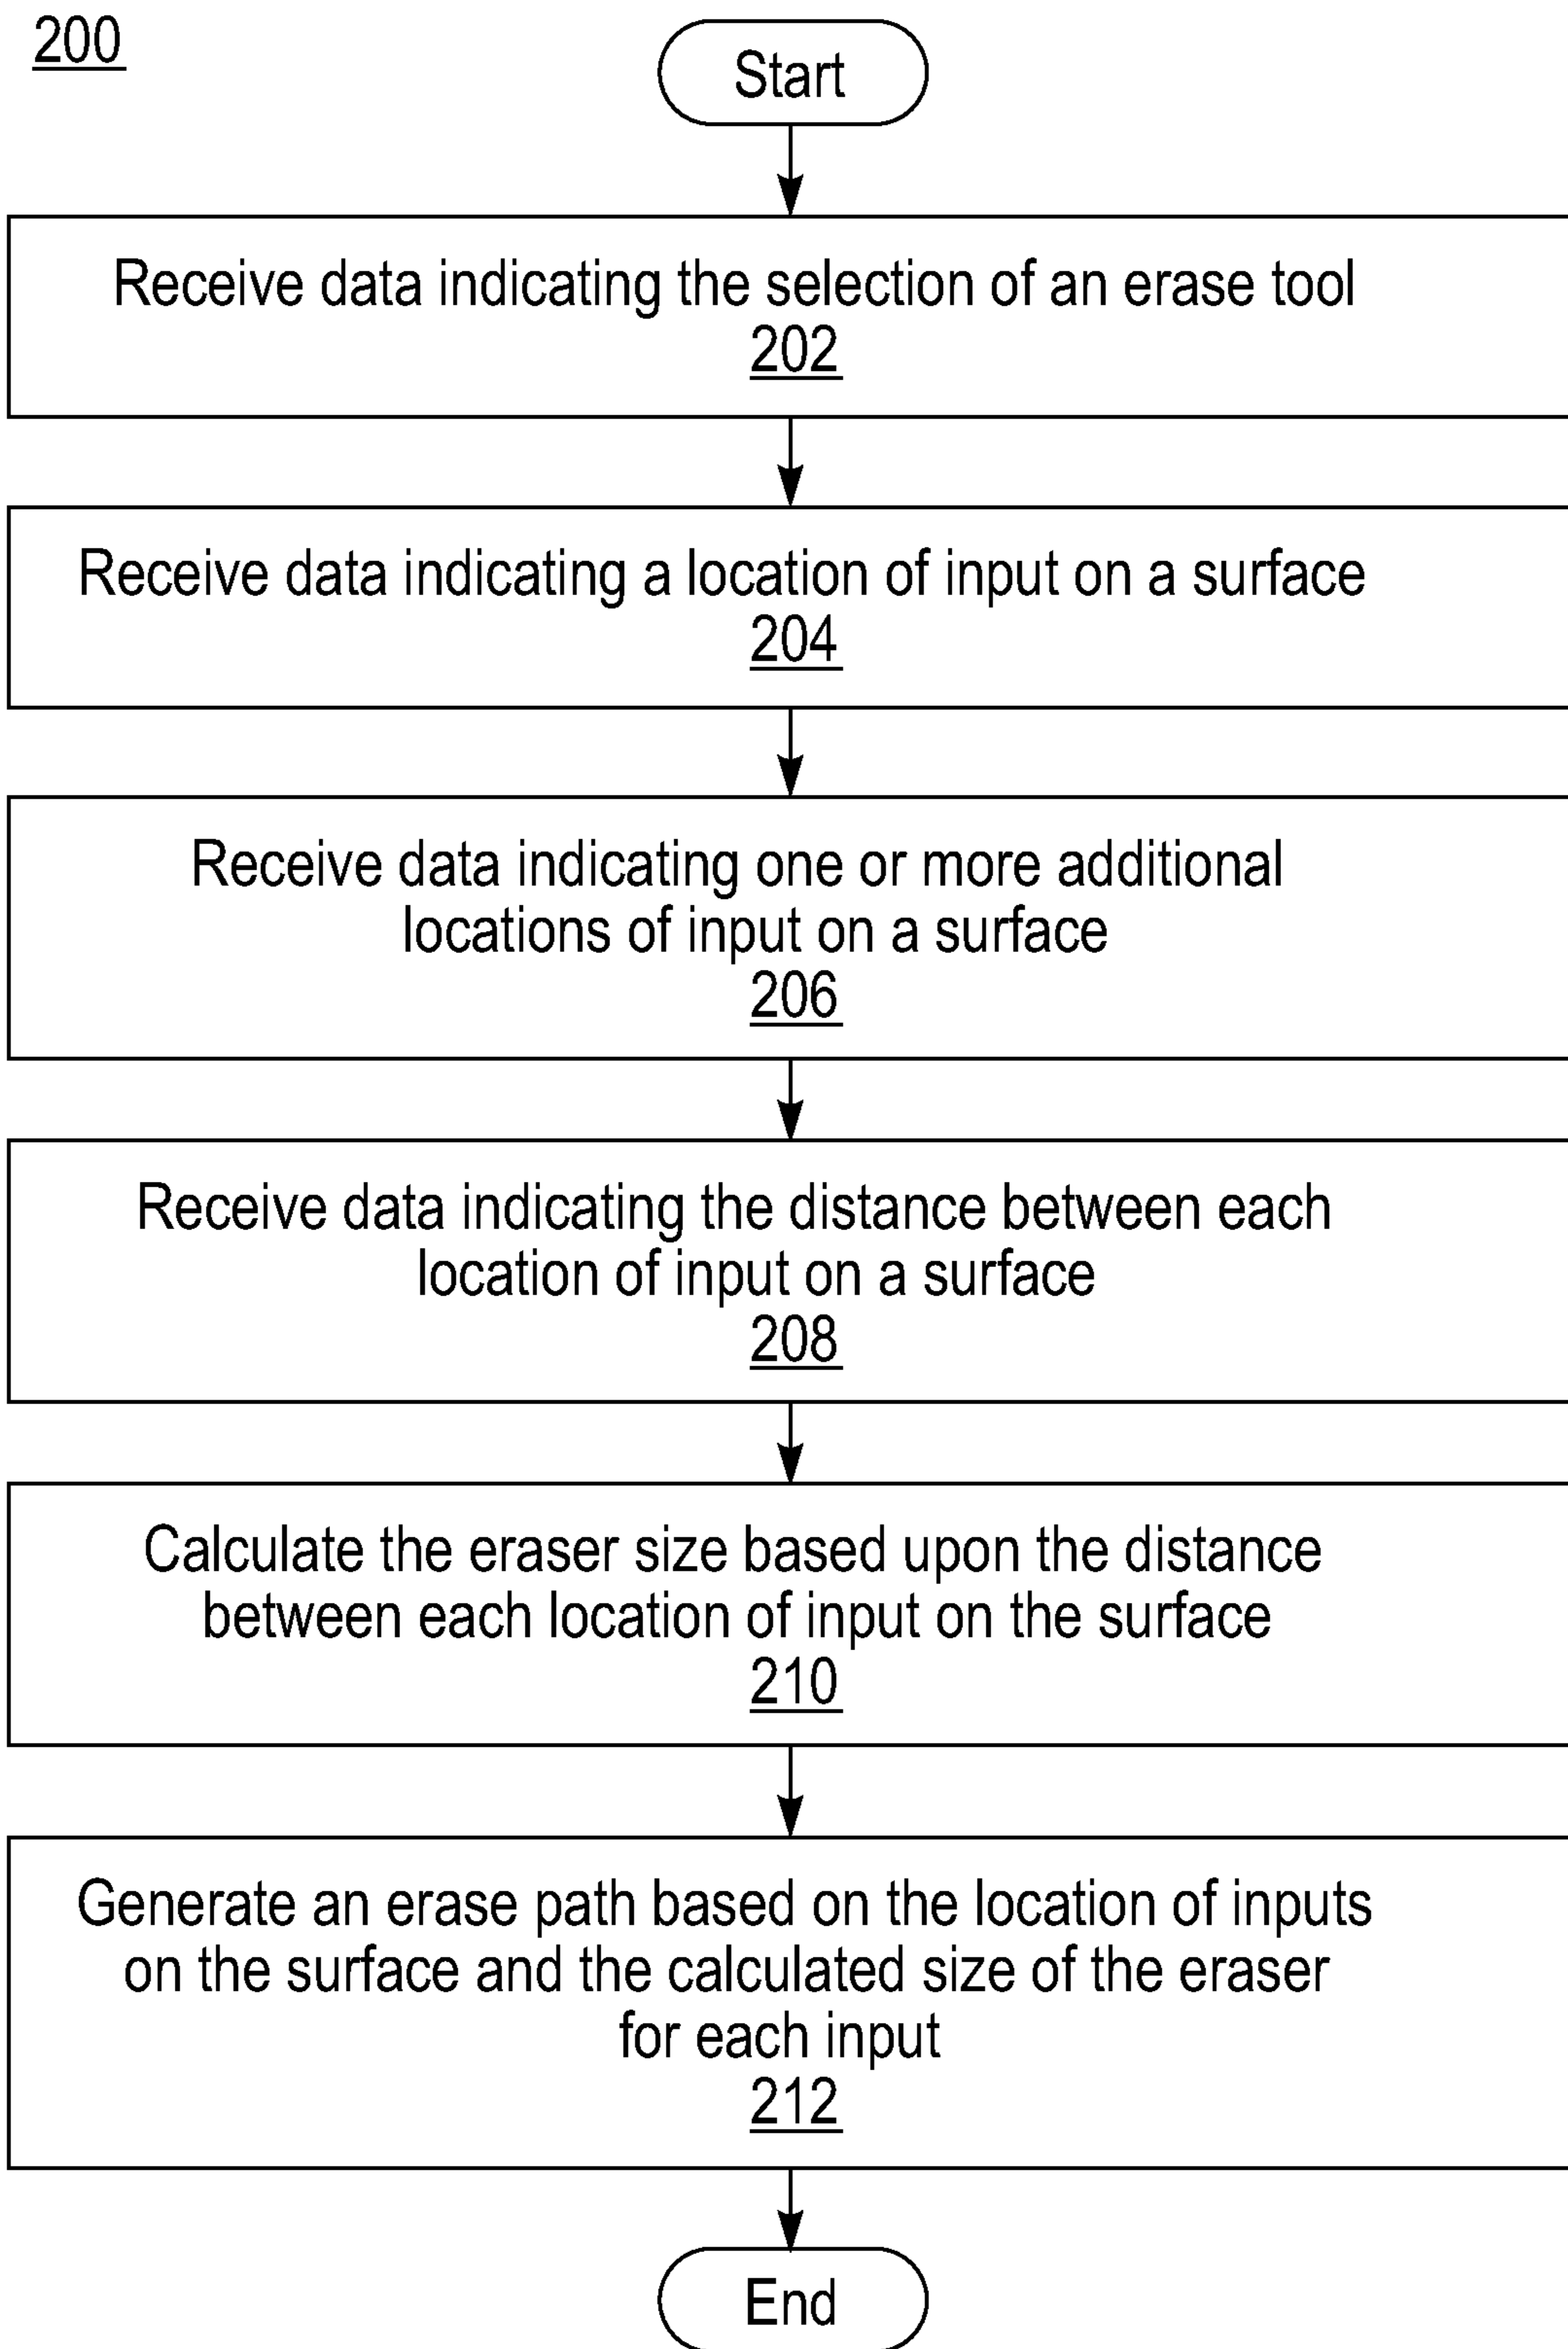 200
Start
Receive data indicating the selection of an erase tool
202
Receive data indicating a location of input on a surface
204
Receive data indicating one or more additional
locations of input on a surface
206
Receive data indicating the distance between each
location of input on a surface
208
Calculate the eraser size based upon the distance
between each location of input on the surface
210
Generate an erase path based on the location of inputs
on the surface and the calculated size of the eraser
for each input
212
End